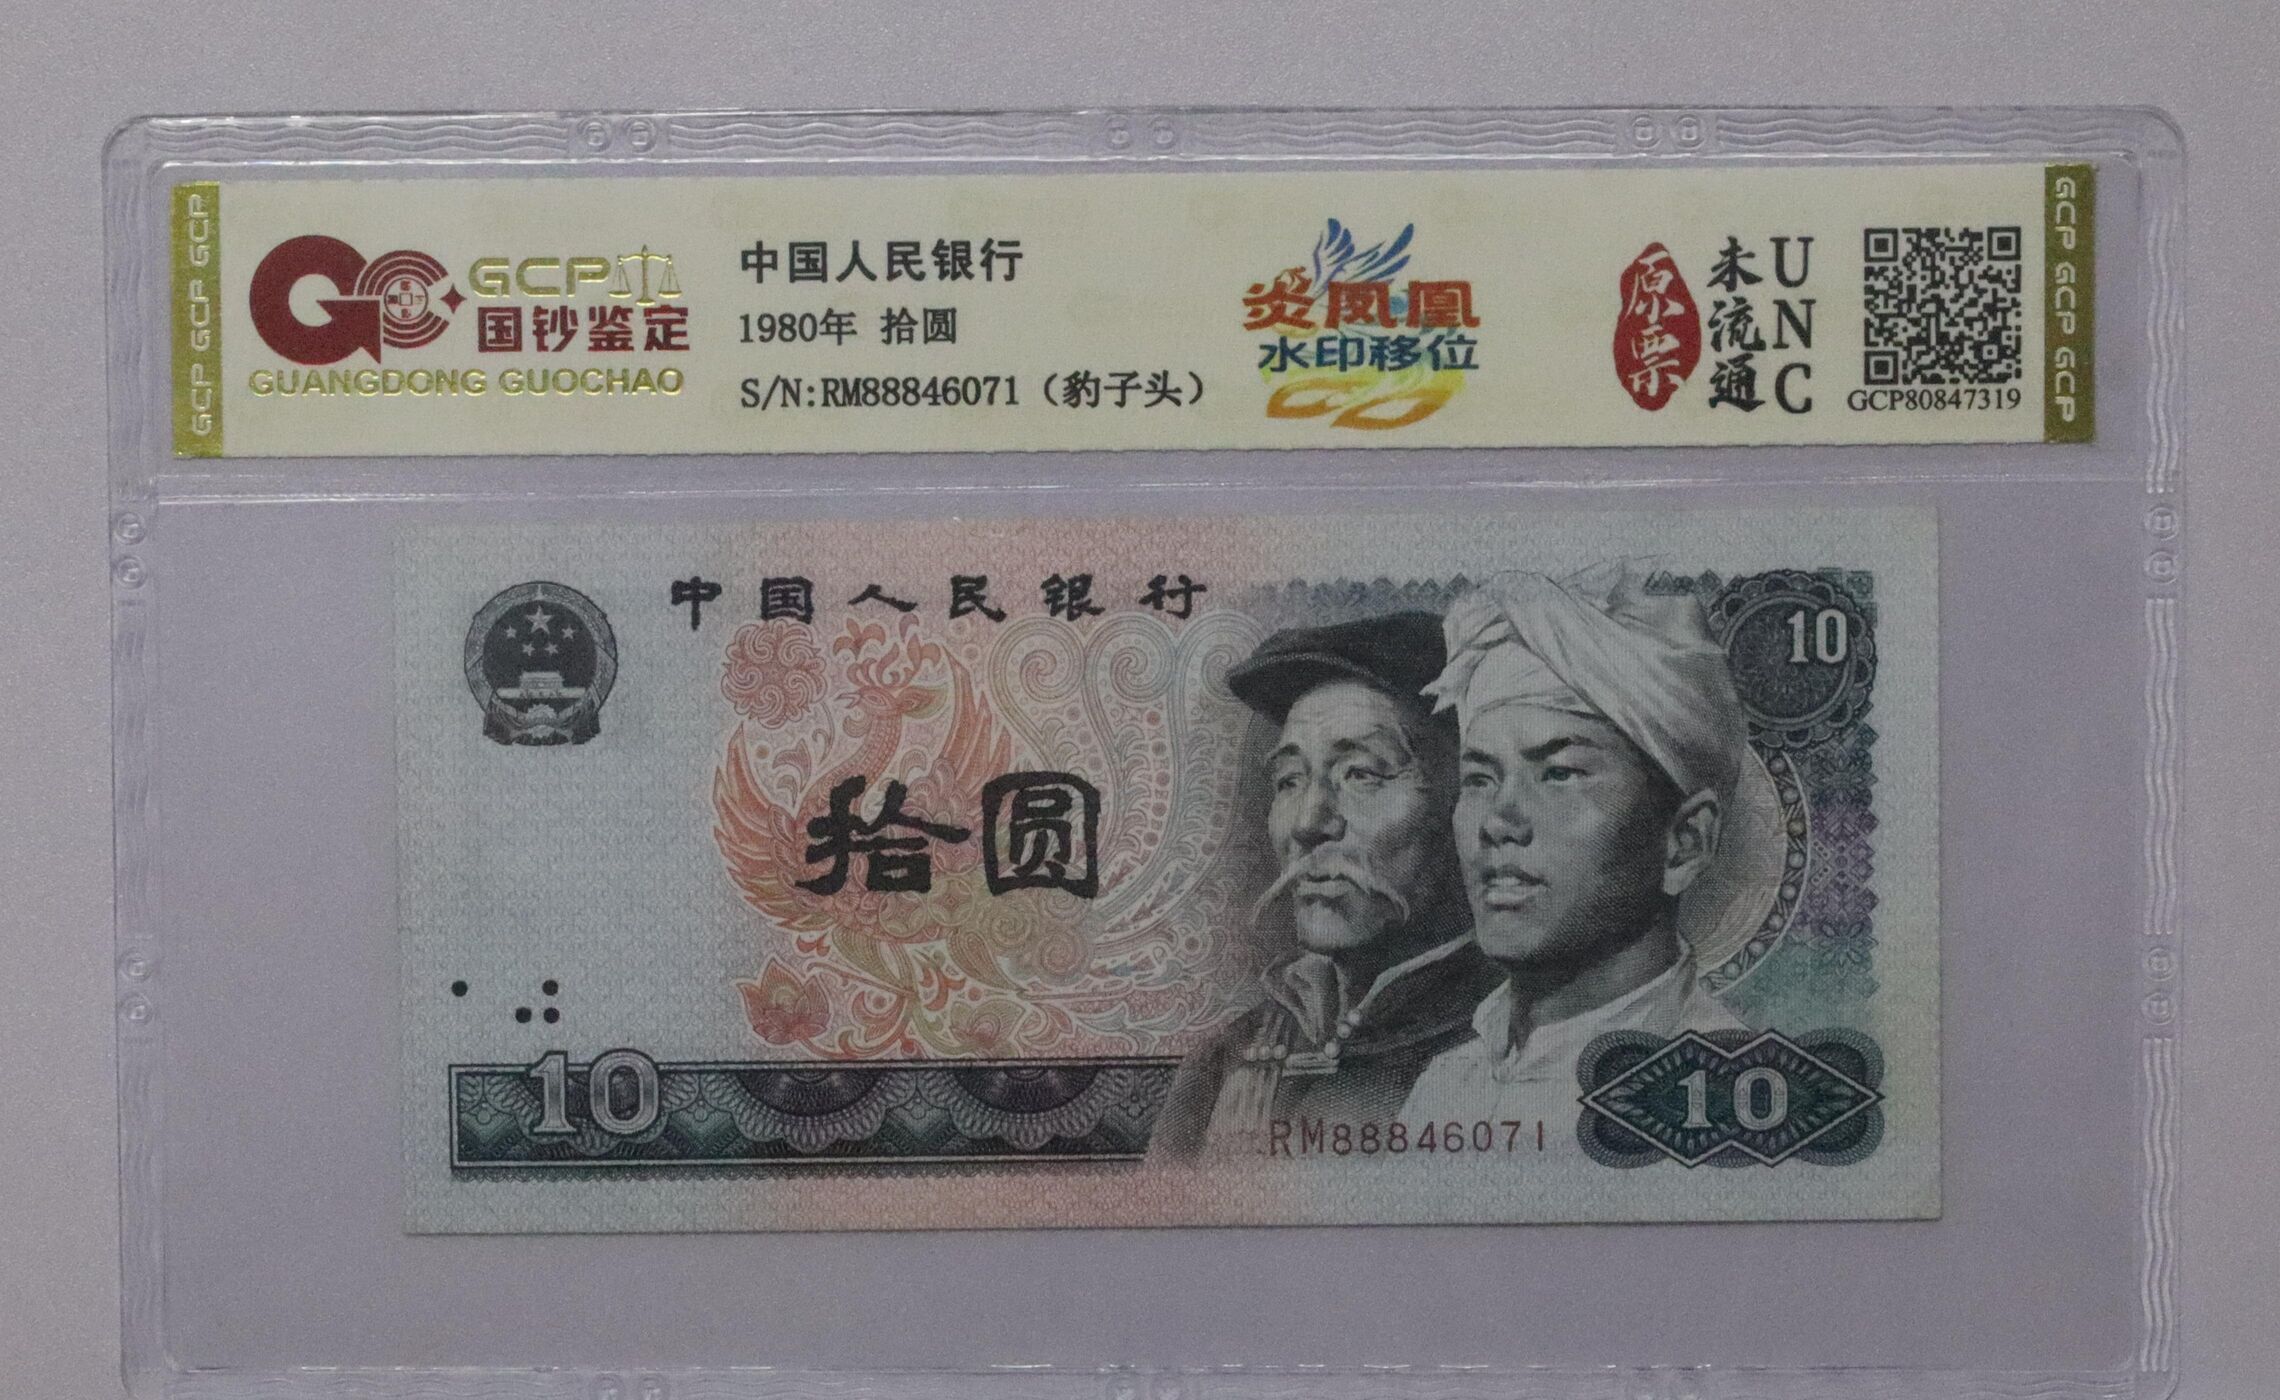 GCP GCP GCP
GCP
国钞鉴定
GUANGDONG GUOCHAO
中国人民银行
1980年 拾圆
S/N:RM88846071（豹子头）
炎凤凰
水印移位
原票
未流通
UNC
GCP80847319
GCP GCP GCP
中国人民银行
10
拾圆
10
RM88846071
10